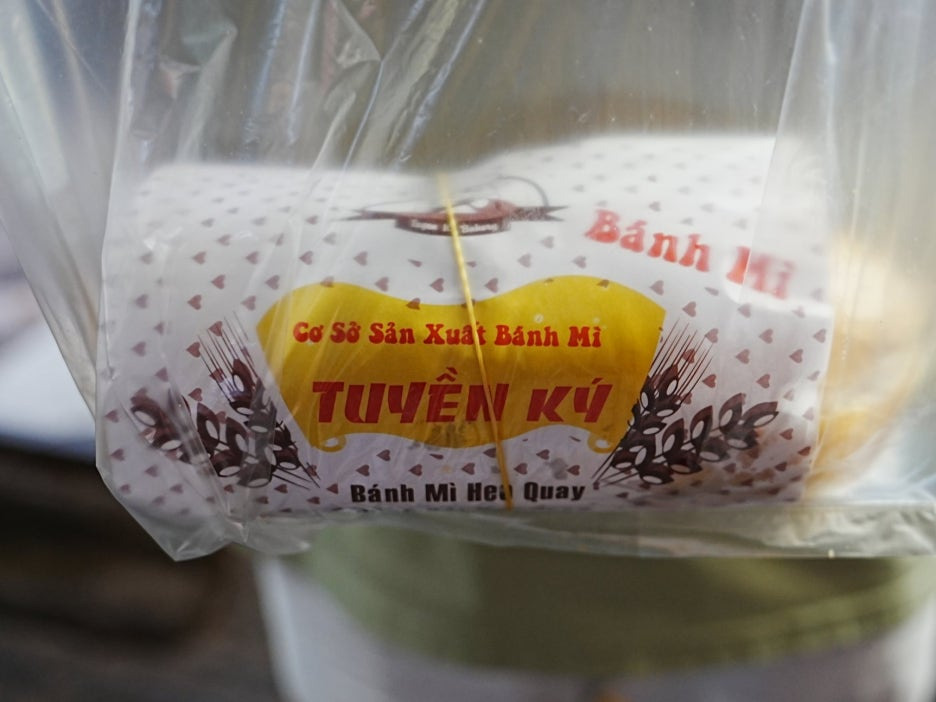 Bánh Mì
Cơ Sở Sản Xuất Bánh Mì
TUYỀN KÝ
Bánh Mì Heo Quay